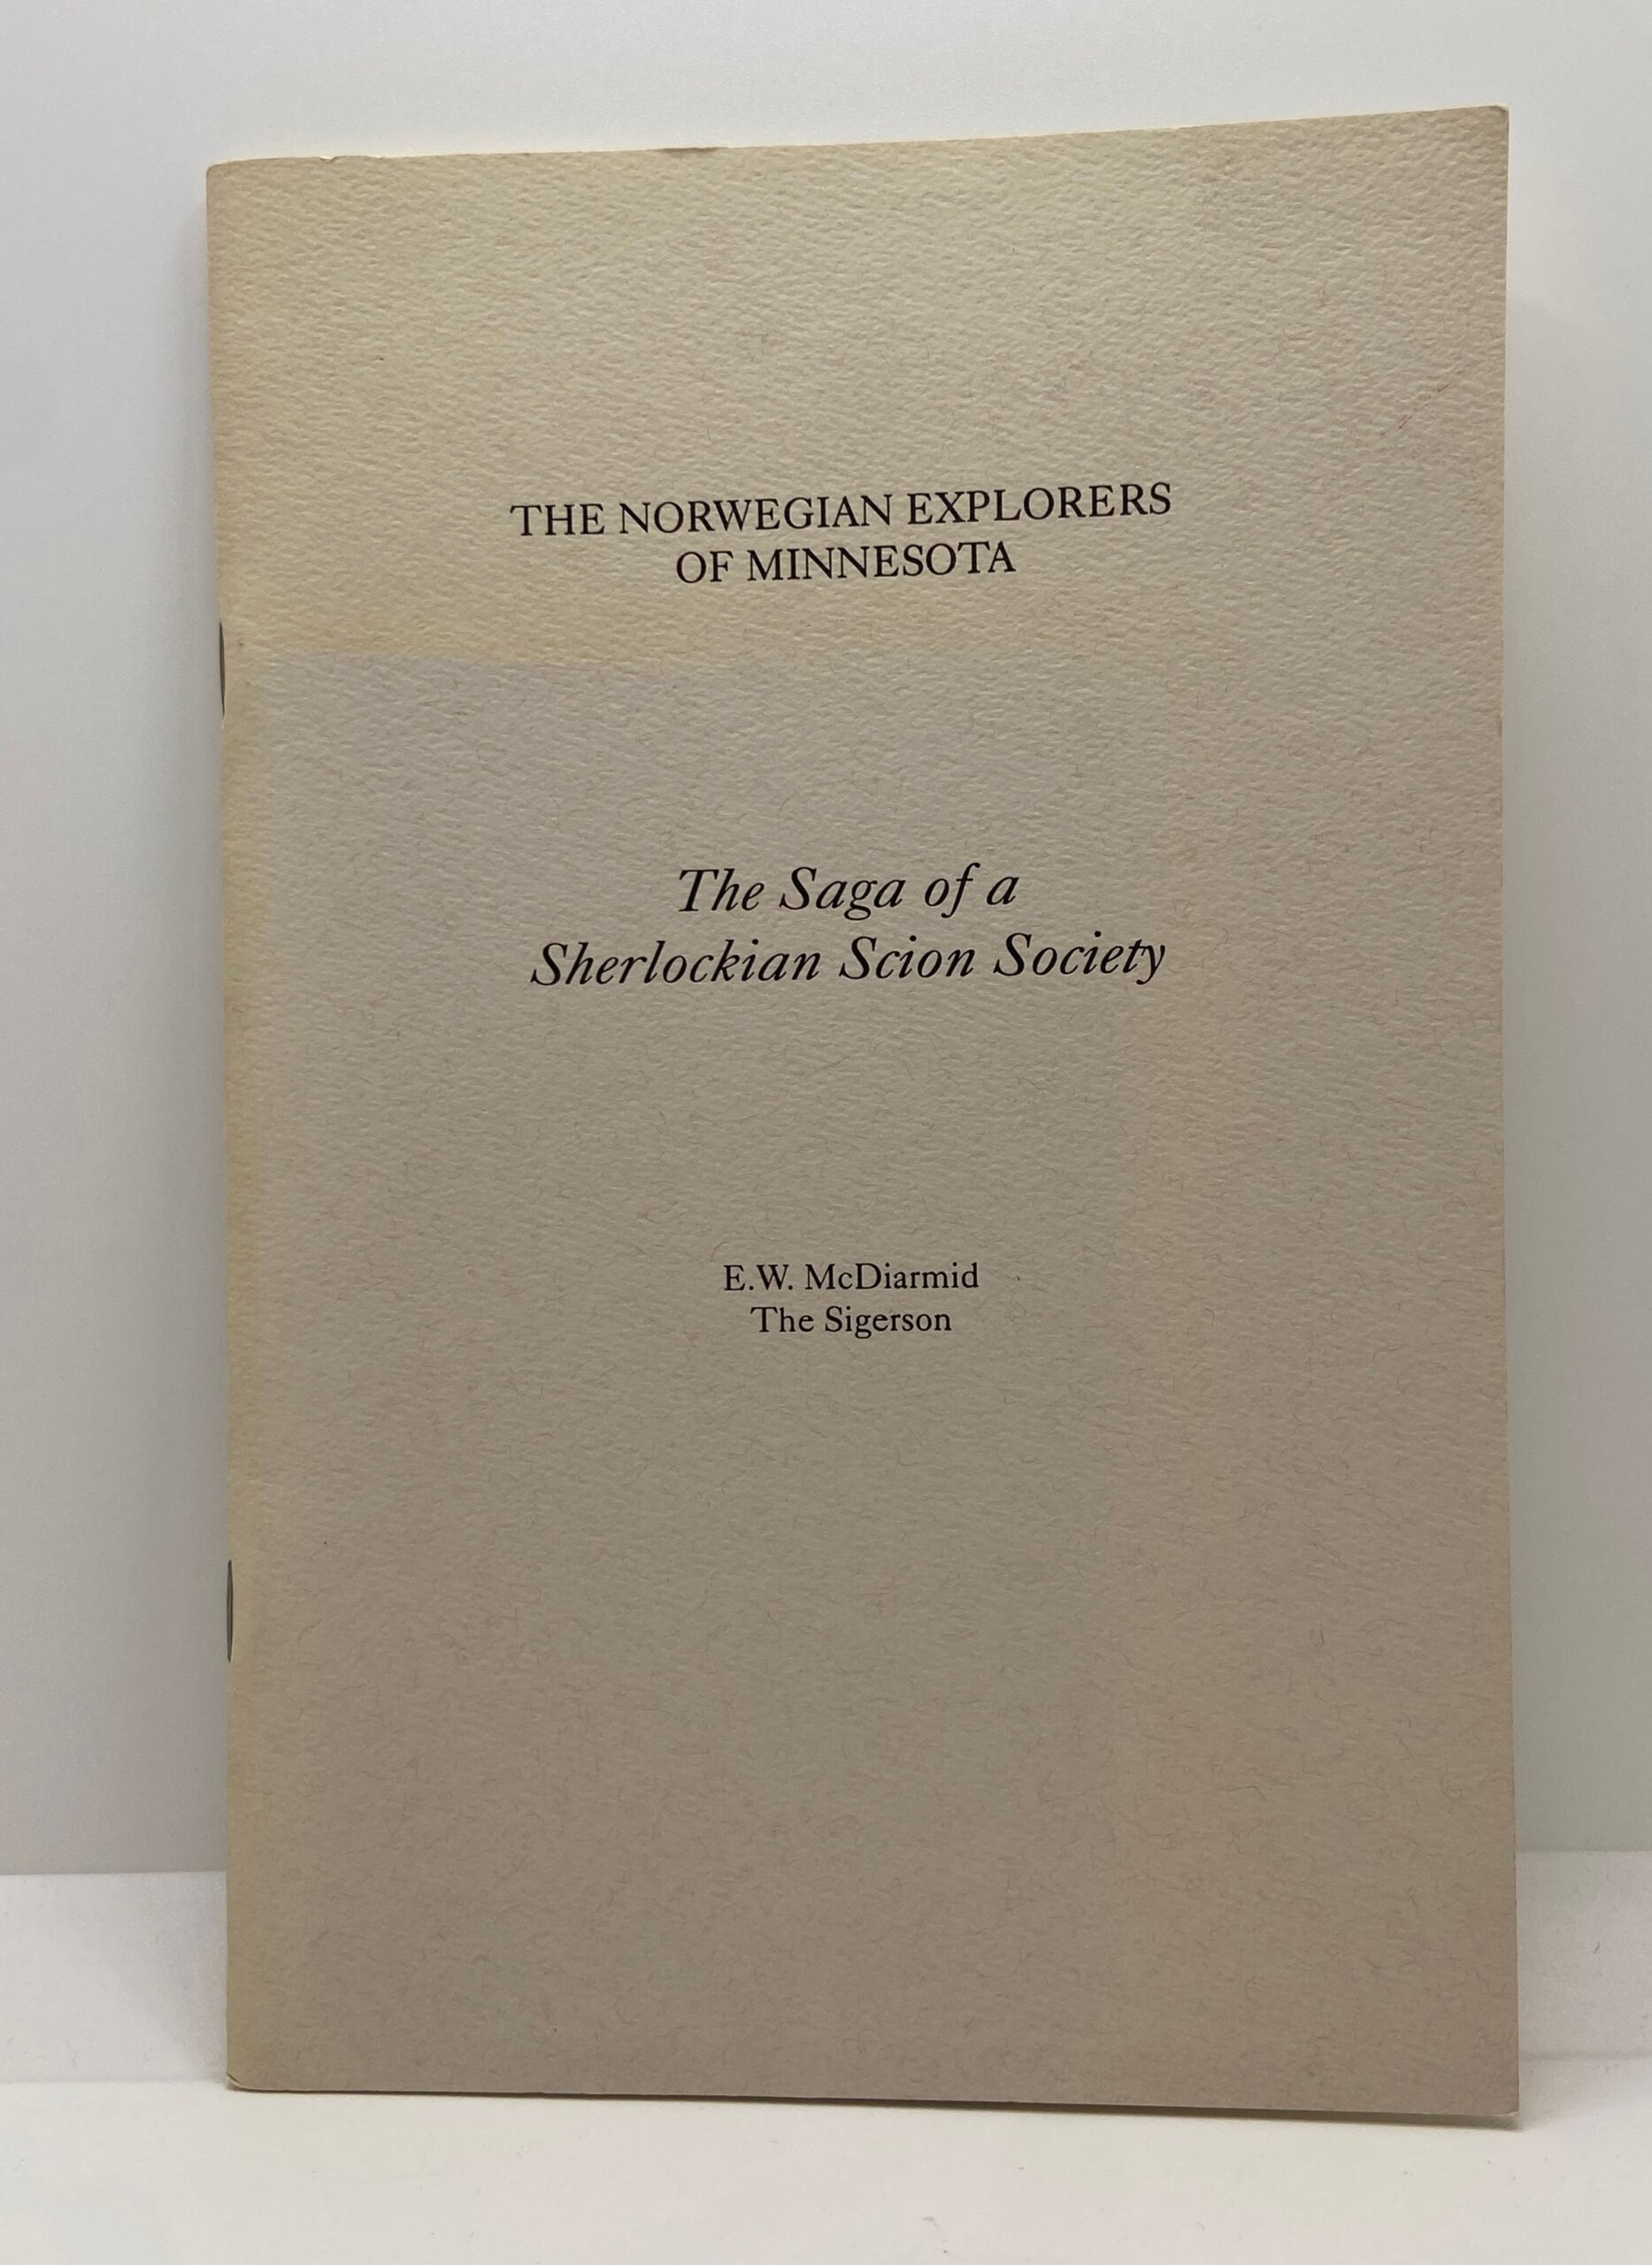 THE NORWEGIAN EXPLORERS
OF MINNESOTA
The Saga of a
Sherlockian Scion Society
E.W. McDiarmid
The Sigerson